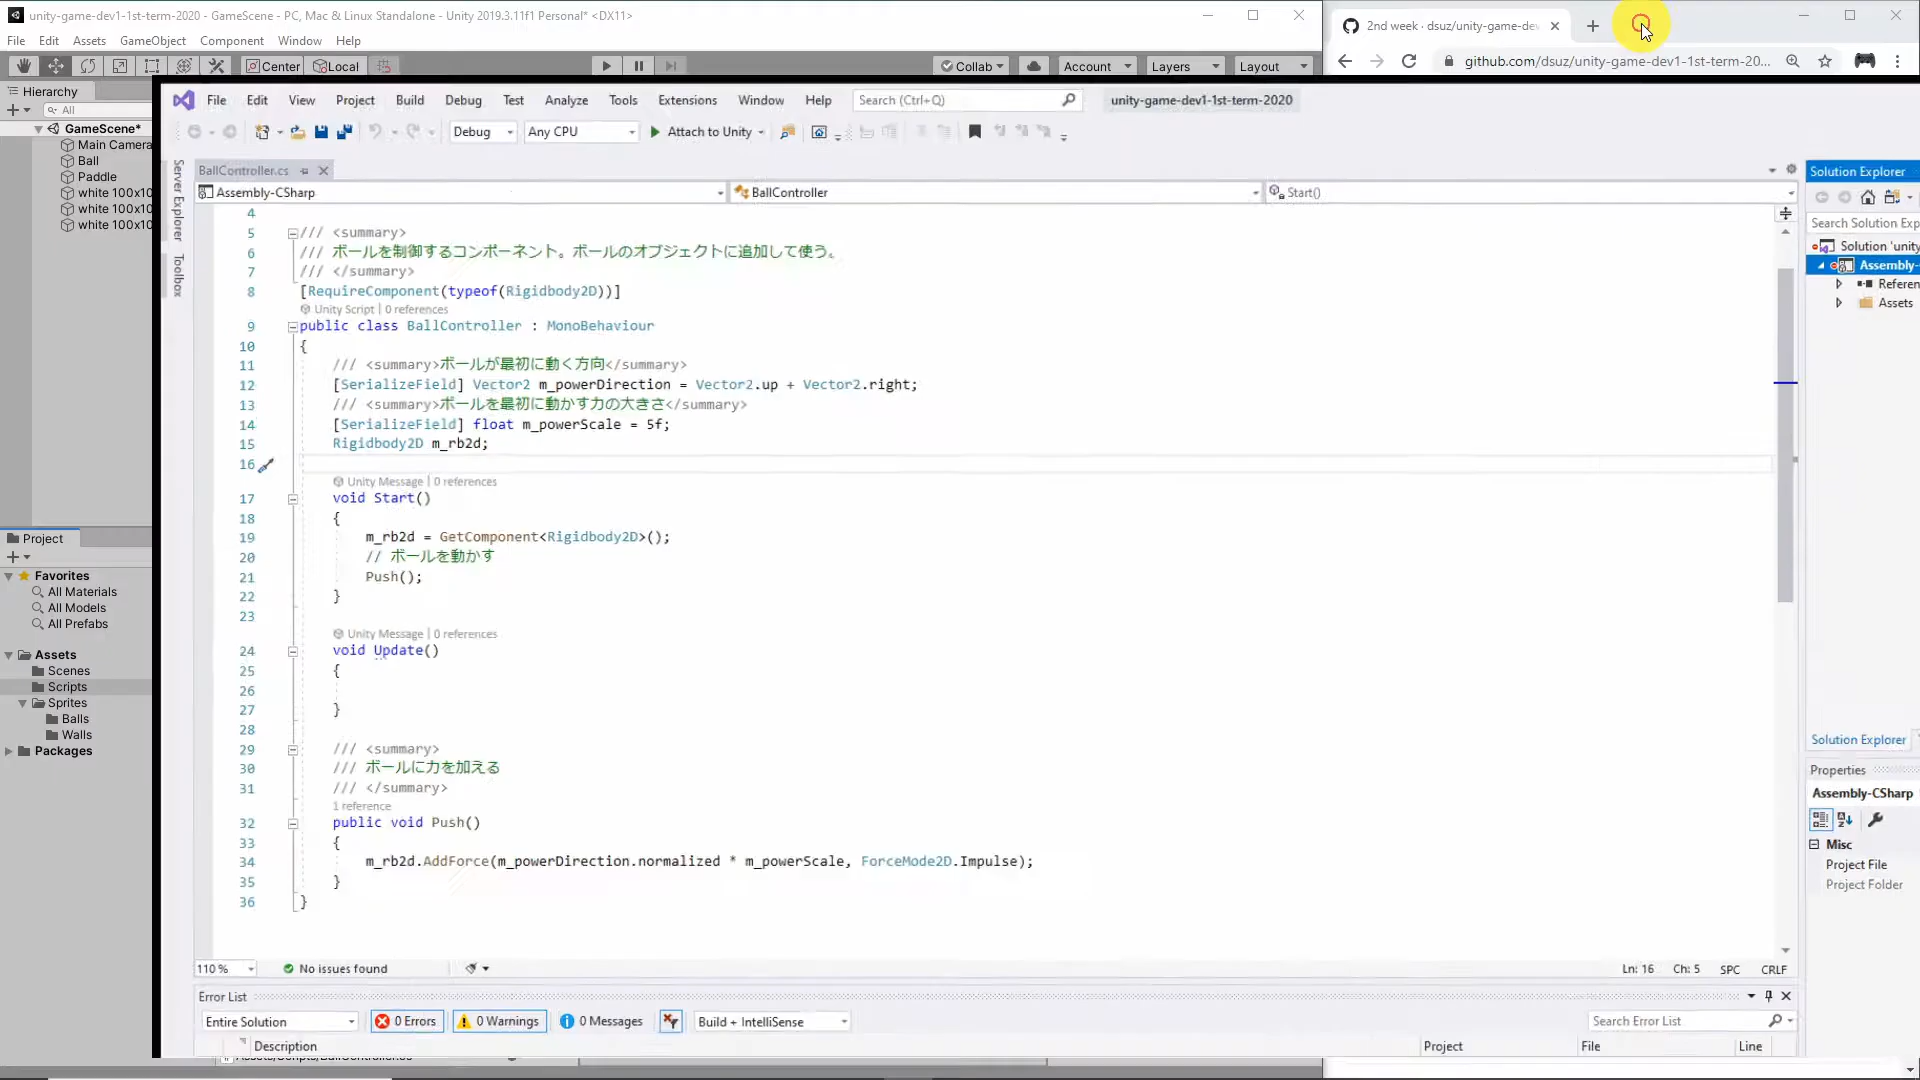 unity-game-dev1-1st-term-2020 - GameScene - PC, Mac & Linux Standalone - Unity 2019.3.11f1 Personal* <DX11>
File Edit Assets GameObject Component Window Help
Center Local
Collab Account Layers Layout
2nd week · dsuz/unity-game-dev
github.com/dsuz/unity-game-dev1-1st-term-20...
Hierarchy
All
GameScene*
Main Camera
Ball
Paddle
white 100x10
white 100x10
white 100x10
Project
Favorites
All Materials
All Models
All Prefabs
Assets
Scenes
Scripts
Sprites
Balls
Walls
Packages
File Edit View Project Build Debug Test Analyze Tools Extensions Window Help Search (Ctrl+Q) unity-game-dev1-1st-term-2020
Debug Any CPU Attach to Unity
Server Explorer
Toolbox
BallController.cs
Assembly-CSharp BallController Start()
4
5 /// <summary>
6 /// ボールを制御するコンポーネント。ボールのオブジェクトに追加して使う。
7 /// </summary>
8 [RequireComponent(typeof(Rigidbody2D))]
Unity Script | 0 references
9 public class BallController : MonoBehaviour
10 {
11 /// <summary>ボールが最初に動く方向</summary>
12 [SerializeField] Vector2 m_powerDirection = Vector2.up + Vector2.right;
13 /// <summary>ボールを最初に動かす力の大きさ</summary>
14 [SerializeField] float m_powerScale = 5f;
15 Rigidbody2D m_rb2d;
16
Unity Message | 0 references
17 void Start()
18 {
19 m_rb2d = GetComponent<Rigidbody2D>();
20 // ボールを動かす
21 Push();
22 }
23
Unity Message | 0 references
24 void Update()
25 {
26
27 }
28
29 /// <summary>
30 /// ボールに力を加える
31 /// </summary>
1 reference
32 public void Push()
33 {
34 m_rb2d.AddForce(m_powerDirection.normalized * m_powerScale, ForceMode2D.Impulse);
35 }
36 }
110 % No issues found Ln: 16 Ch: 5 SPC CRLF
Error List
Entire Solution 0 Errors 0 Warnings 0 Messages Build + IntelliSense Search Error List
Description Project File Line
Solution Explorer
Search Solution Exp
Solution 'unity
Assembly-
Referen
Assets
Solution Explorer
Properties
Assembly-CSharp
Misc
Project File
Project Folder